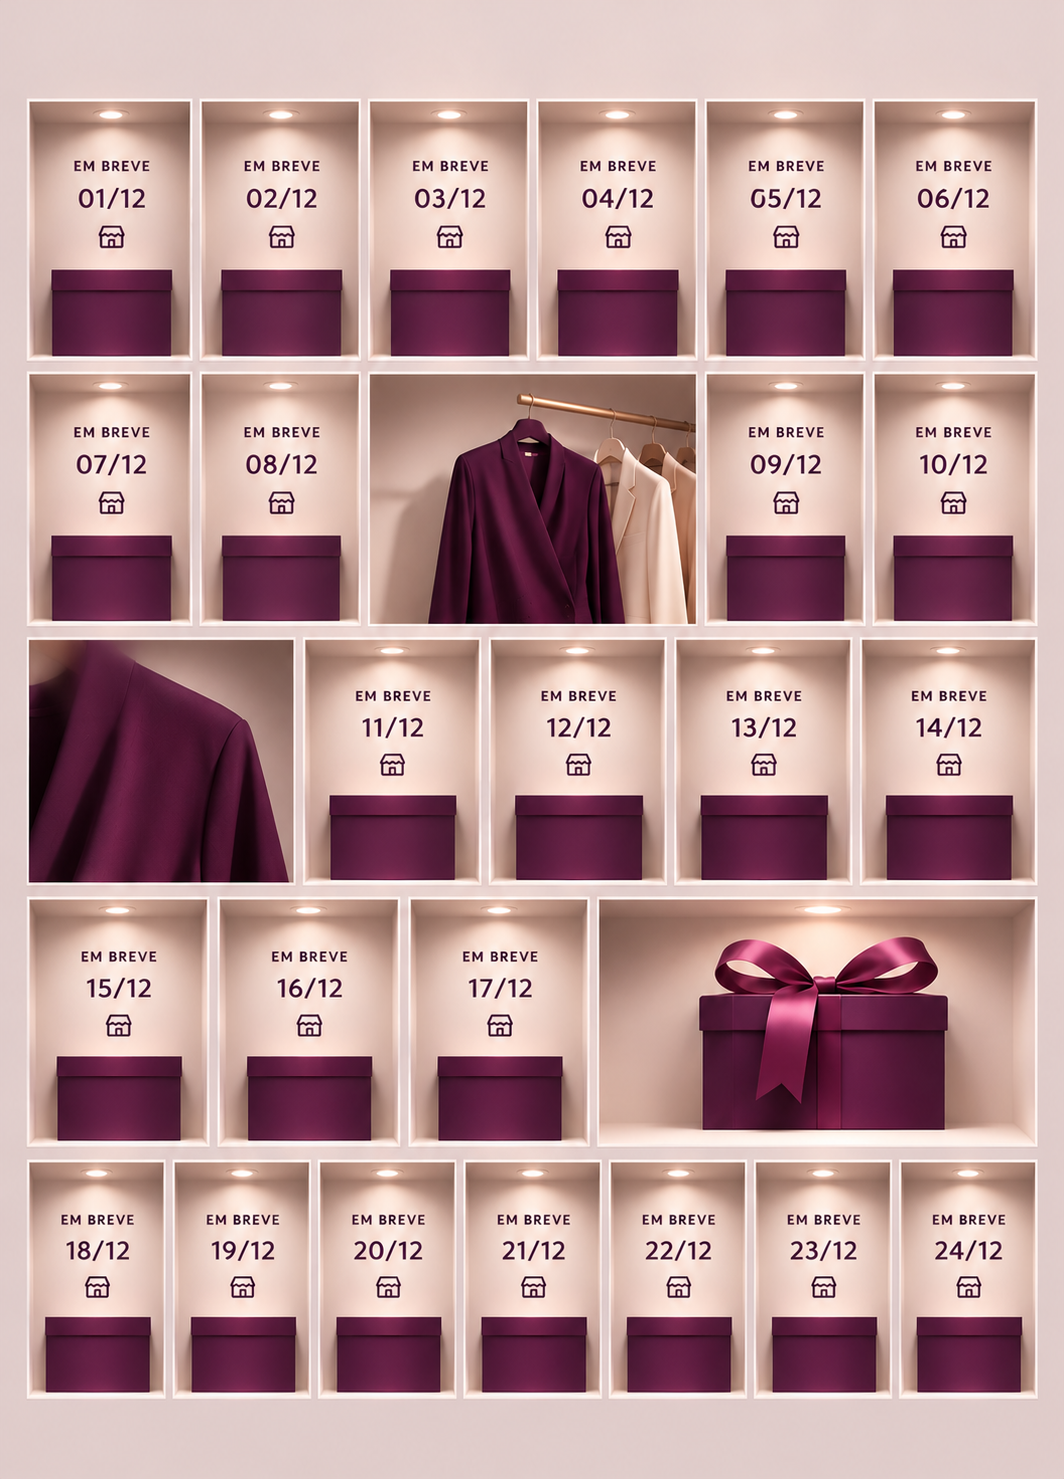 EM BREVE
01/12
EM BREVE
02/12
EM BREVE
03/12
EM BREVE
04/12
EM BREVE
05/12
EM BREVE
06/12
EM BREVE
07/12
EM BREVE
08/12
EM BREVE
09/12
EM BREVE
10/12
EM BREVE
11/12
EM BREVE
12/12
EM BREVE
13/12
EM BREVE
14/12
EM BREVE
15/12
EM BREVE
16/12
EM BREVE
17/12
EM BREVE
18/12
EM BREVE
19/12
EM BREVE
20/12
EM BREVE
21/12
EM BREVE
22/12
EM BREVE
23/12
EM BREVE
24/12